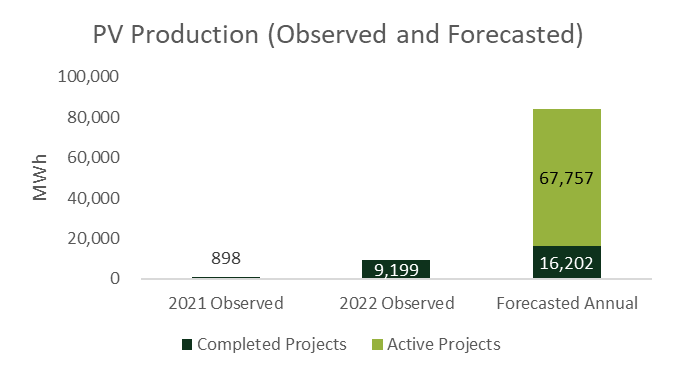 PV Production (Observed and Forecasted)
MWh
100,000
80,000
60,000
40,000
20,000
0
898
9,199
67,757
16,202
2021 Observed
2022 Observed
Forecasted Annual
Completed Projects
Active Projects